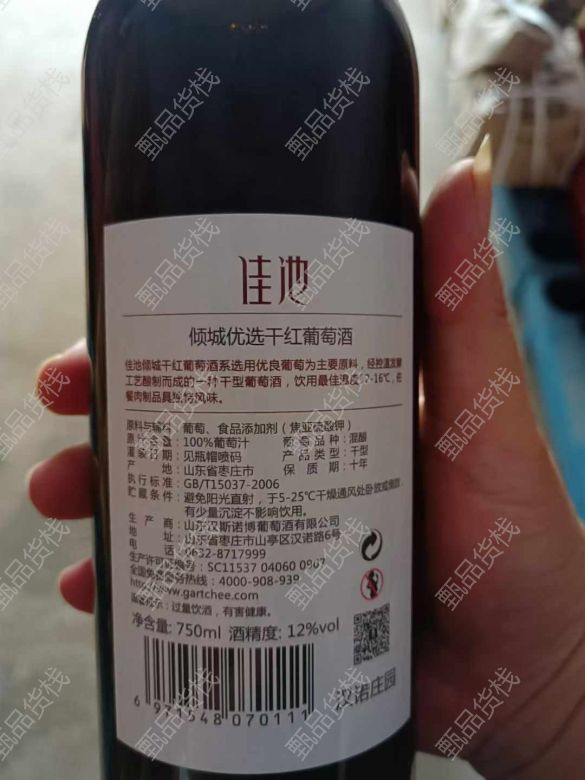 佳池
倾城优选干红葡萄酒
佳池倾城干红葡萄酒系选用优良葡萄为主要原料，经控温发酵
工艺酿制而成的一种干型葡萄酒，饮用最佳温度12-16℃，佐
餐肉制品具独特风味。
原料与辅料：葡萄、食品添加剂（焦亚硫酸钾）
原汁含量：100%葡萄汁 葡萄品种：混酿
灌装日期：见瓶帽喷码 产品类型：干型
产地：山东省枣庄市 保质期：十年
执行标准：GB/T15037-2006
贮藏条件：避免阳光直射，于5-25℃干燥通风处卧放或倒放，
有少量沉淀不影响饮用。
生产商：山东汉斯诺博葡萄酒有限公司
地址：山东省枣庄市山亭区汉诺路6号
电话：0632-8717999
生产许可证编号：SC11537 04060 0967
全国免费服务热线：4000-908-939
http://www.gartchee.com
温馨提示：过量饮酒，有害健康。
净含量: 750ml 酒精度: 12%vol
汉诺庄园
6 971548 070111
甄品货栈